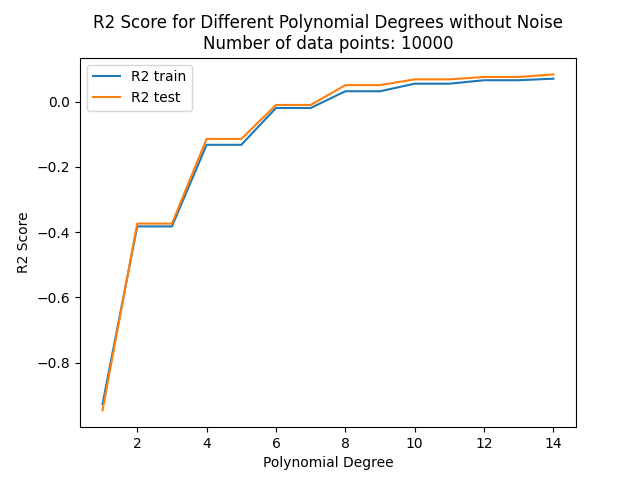 R2 Score for Different Polynomial Degrees without Noise
Number of data points: 10000
R2 train
R2 test
0.0
−0.2
−0.4
−0.6
−0.8
R2 Score
2 4 6 8 10 12 14
Polynomial Degree